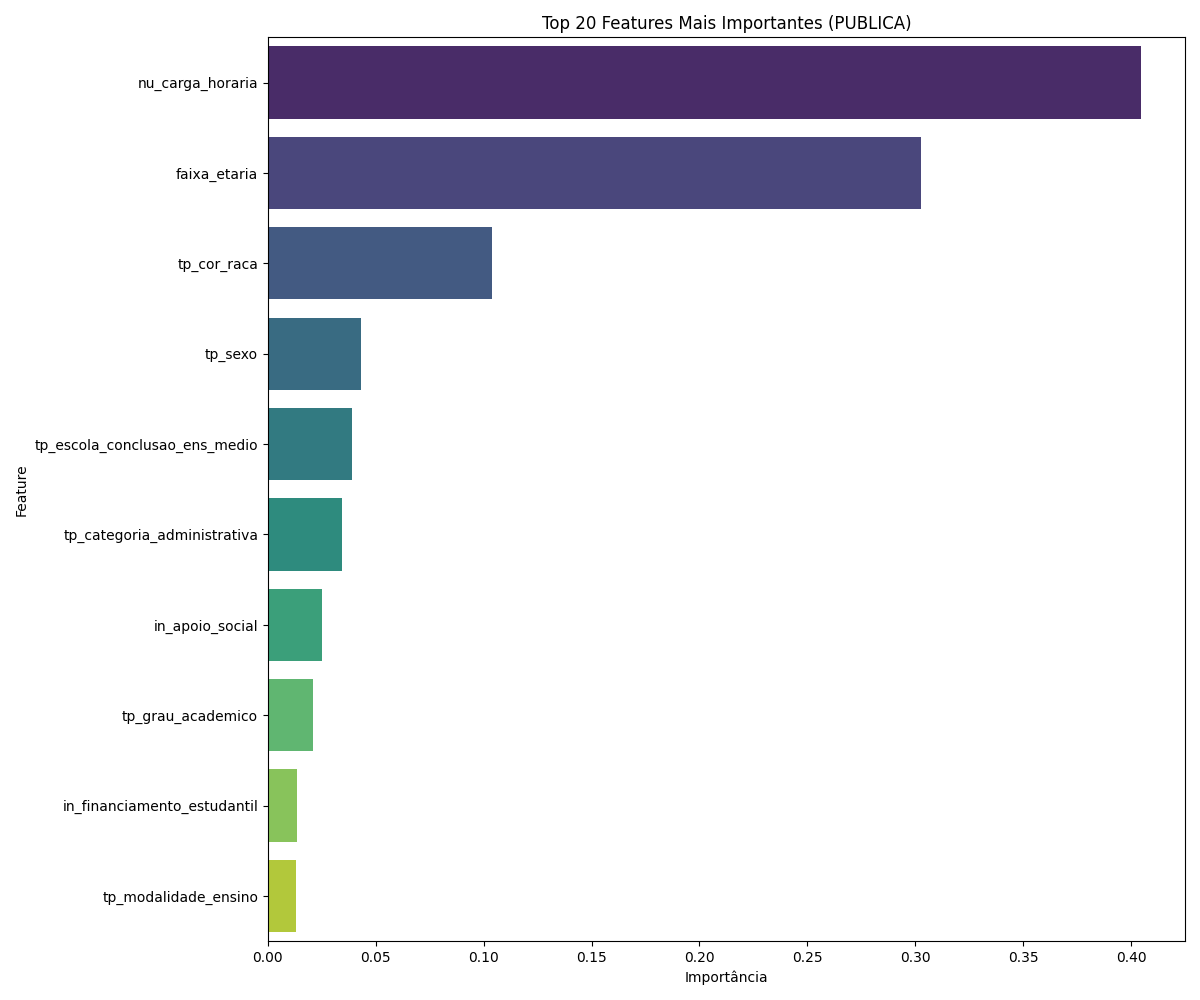 Top 20 Features Mais Importantes (PUBLICA)
nu_carga_horaria
faixa_etaria
tp_cor_raca
tp_sexo
tp_escola_conclusao_ens_medio
tp_categoria_administrativa
in_apoio_social
tp_grau_academico
in_financiamento_estudantil
tp_modalidade_ensino
Feature
0.00 0.05 0.10 0.15 0.20 0.25 0.30 0.35 0.40
Importância